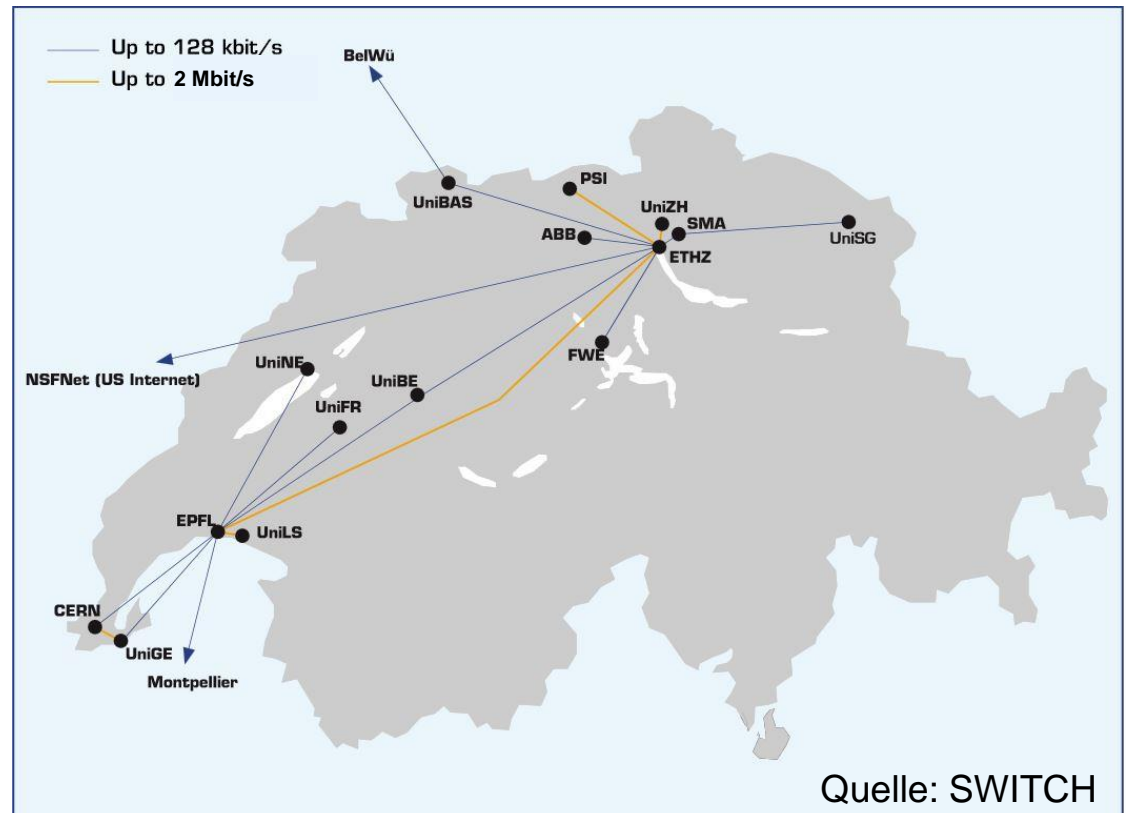 Up to 128 kbit/s
Up to 2 Mbit/s
BelWü
PSI
UniBAS
UniZH
SMA
ABB
UniSG
ETHZ
FWE
UniNE
NSFNet (US Internet)
UniBE
UniFR
EPFL
UniLS
CERN
UniGE
Montpellier
Quelle: SWITCH